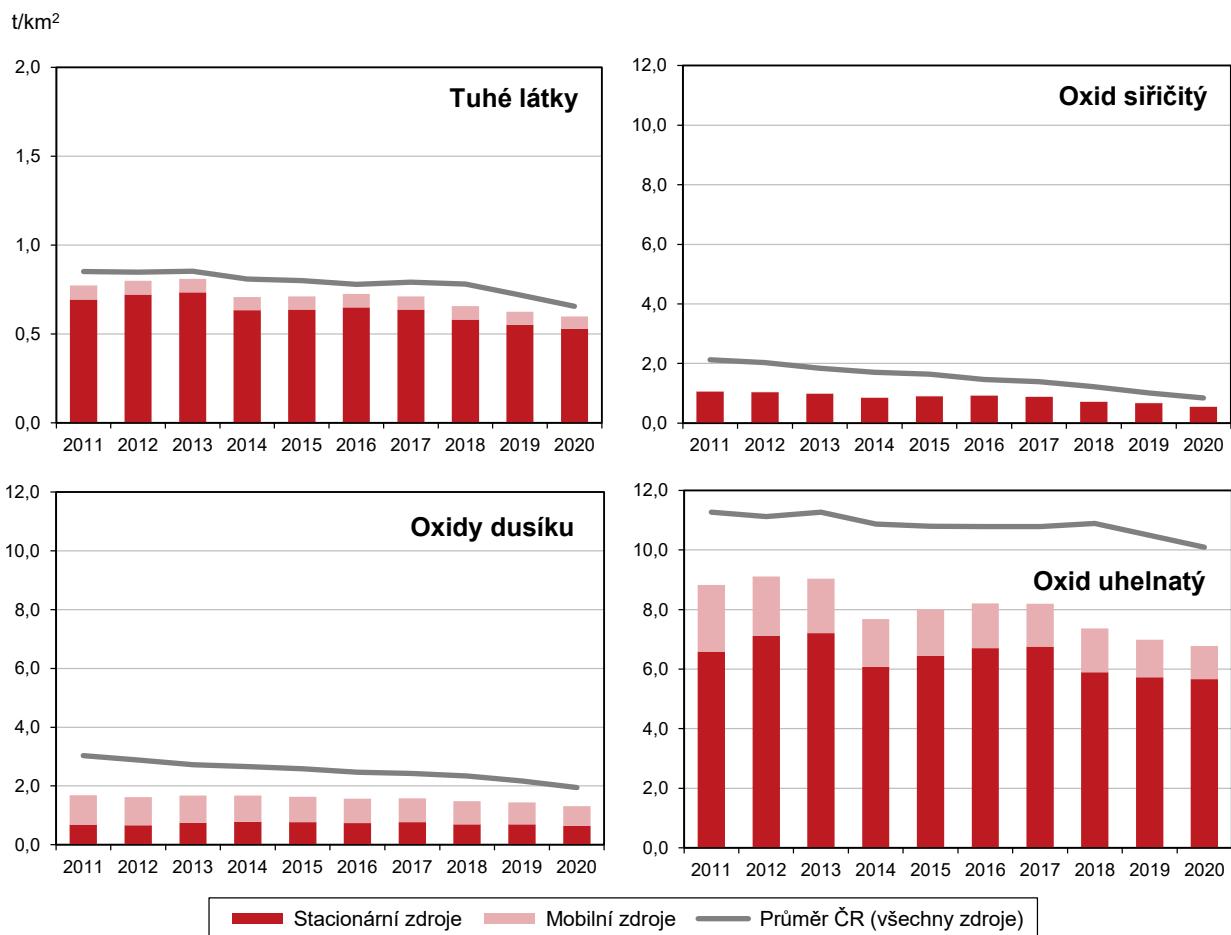 t/km²
Tuhé látky
2,0
1,5
1,0
0,5
0,0
2011 2012 2013 2014 2015 2016 2017 2018 2019 2020
Oxid siřičitý
12,0
10,0
8,0
6,0
4,0
2,0
0,0
2011 2012 2013 2014 2015 2016 2017 2018 2019 2020
Oxidy dusíku
12,0
10,0
8,0
6,0
4,0
2,0
0,0
2011 2012 2013 2014 2015 2016 2017 2018 2019 2020
Oxid uhelnatý
12,0
10,0
8,0
6,0
4,0
2,0
0,0
2011 2012 2013 2014 2015 2016 2017 2018 2019 2020
Stacionární zdroje Mobilní zdroje Průměr ČR (všechny zdroje)